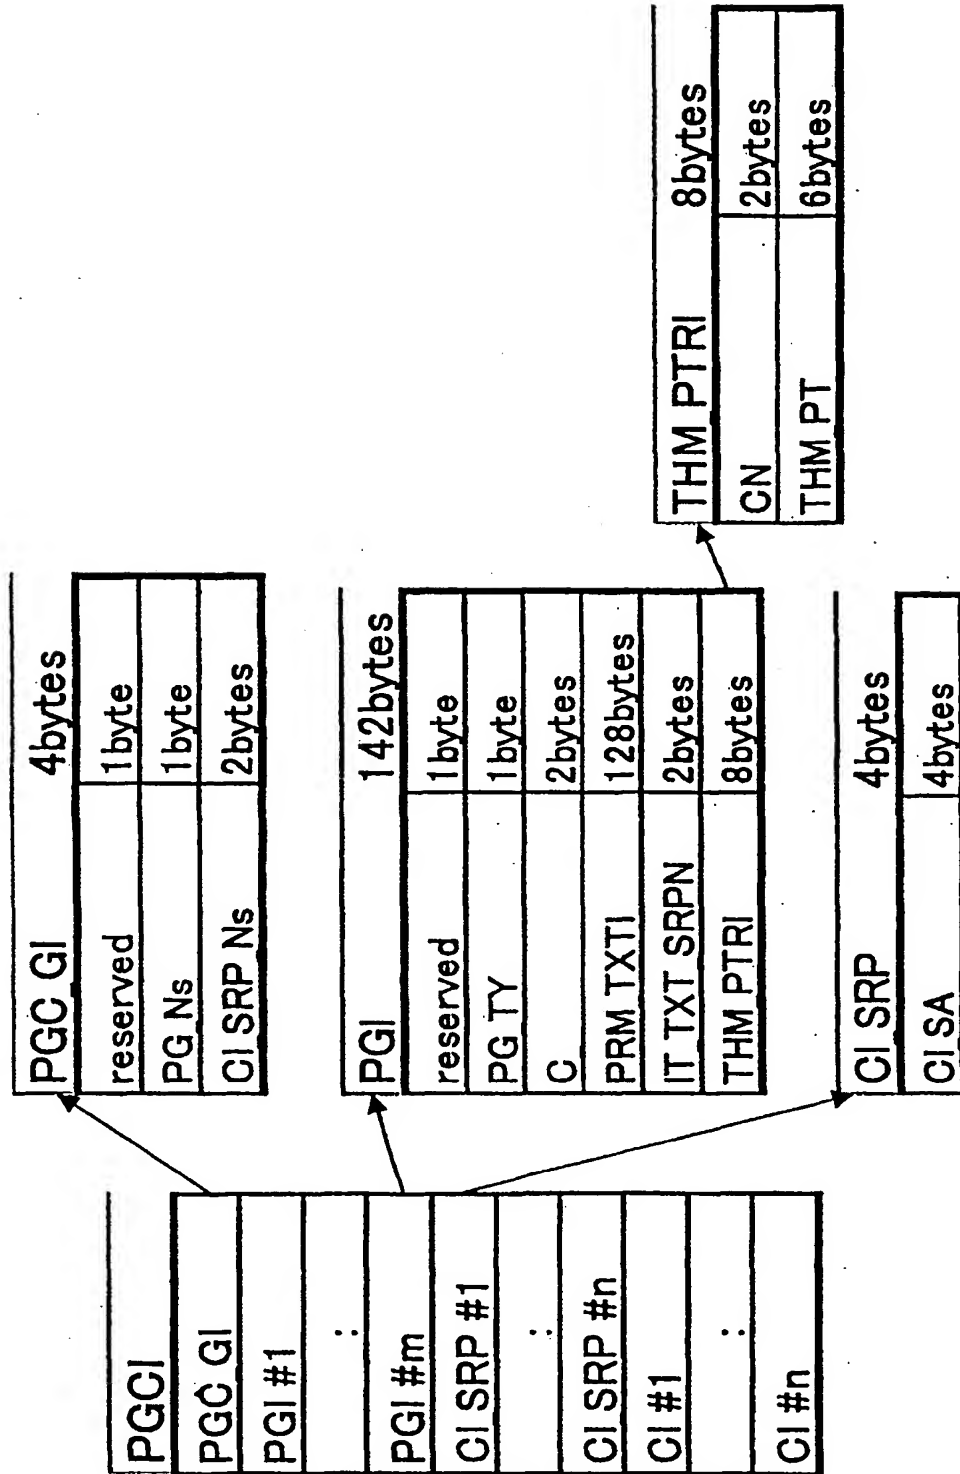 PGCI
PGC GI
PGI #1
:
PGI #m
CI SRP #1
:
CI SRP #n
CI #1
:
CI #n
PGC GI 4bytes
reserved 1byte
PG Ns 1byte
CI SRP Ns 2bytes
PGI 142bytes
reserved 1byte
PG TY 1byte
C 2bytes
PRM TXTI 128bytes
IT TXT SRPN 2bytes
THM PTRI 8bytes
CI SRP 4bytes
CI SA 4bytes
THM PTRI 8bytes
CN 2bytes
THM PT 6bytes